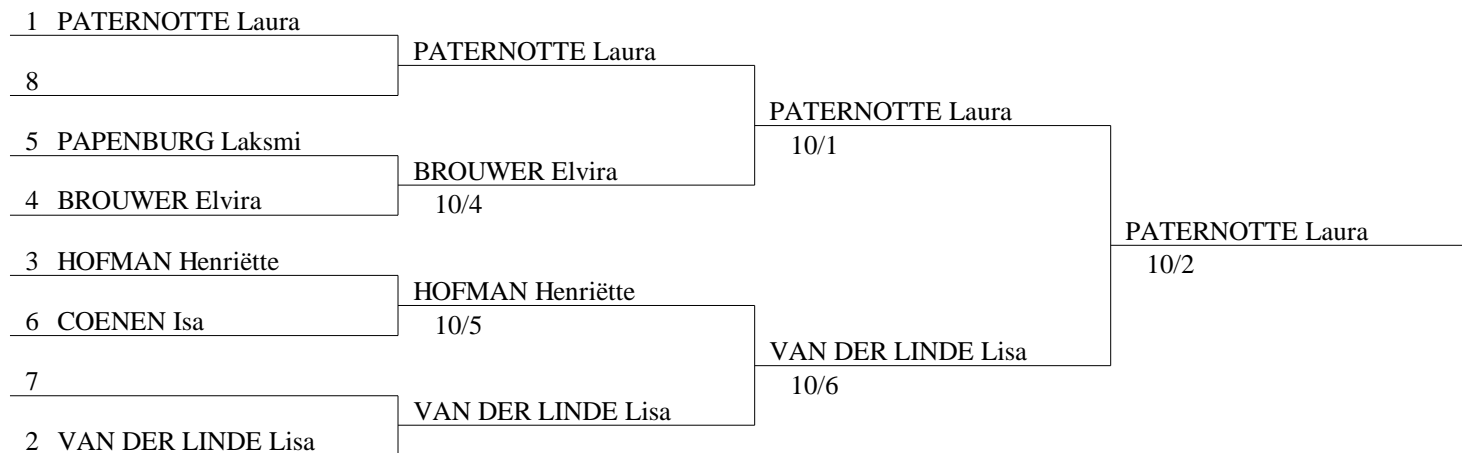 1 PATERNOTTE Laura
PATERNOTTE Laura
8
PATERNOTTE Laura
5 PAPENBURG Laksmi
10/1
BROUWER Elvira
4 BROUWER Elvira
10/4
PATERNOTTE Laura
3 HOFMAN Henriëtte
10/2
HOFMAN Henriëtte
6 COENEN Isa
10/5
VAN DER LINDE Lisa
7
10/6
VAN DER LINDE Lisa
2 VAN DER LINDE Lisa